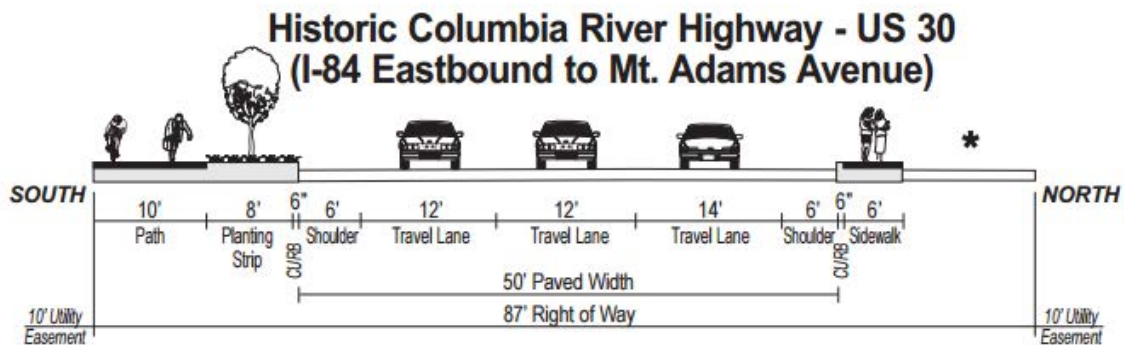 Historic Columbia River Highway - US 30
(I-84 Eastbound to Mt. Adams Avenue)
*
SOUTH
NORTH
10' 8' 6" 6' 12' 12' 14' 6' 6" 6'
Path Planting Strip CURB Shoulder Travel Lane Travel Lane Travel Lane Shoulder CURB Sidewalk
50' Paved Width
87' Right of Way
10' Utility
Easement
10' Utility
Easement